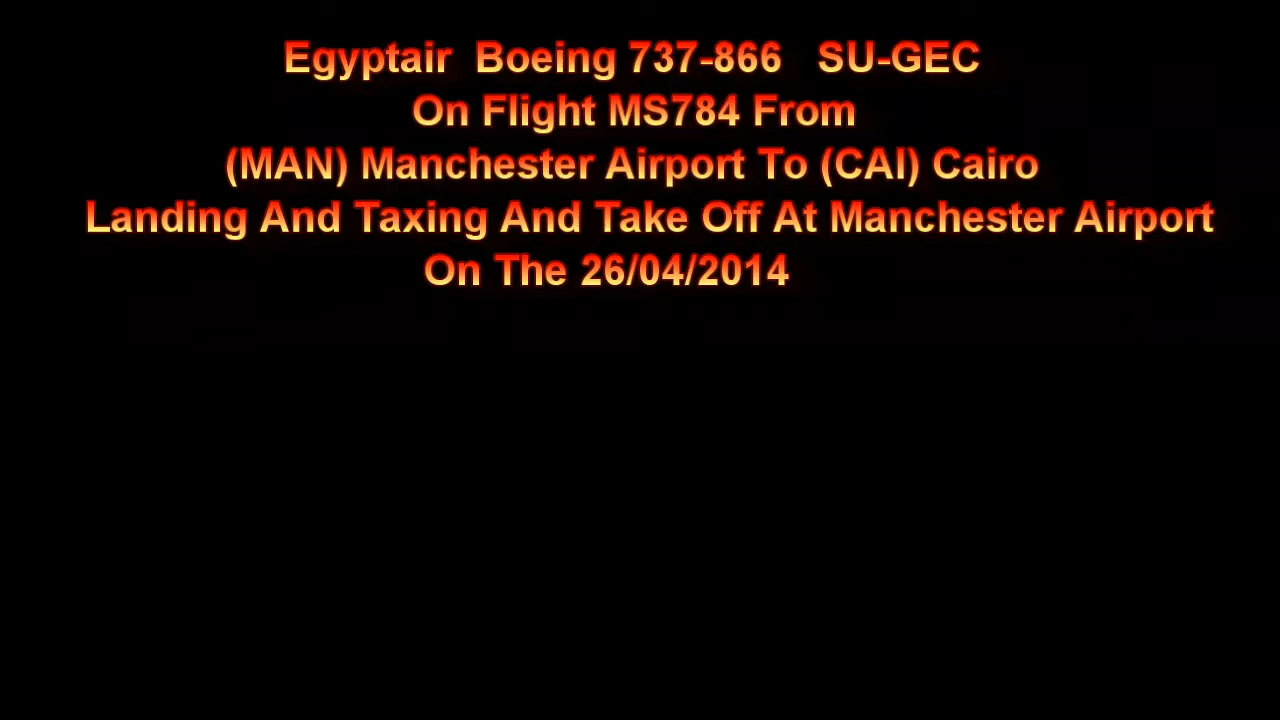 Egyptair  Boeing 737-866   SU-GEC
On Flight MS784 From
(MAN) Manchester Airport To (CAI) Cairo
Landing And Taxing And Take Off At Manchester Airport
On The 26/04/2014